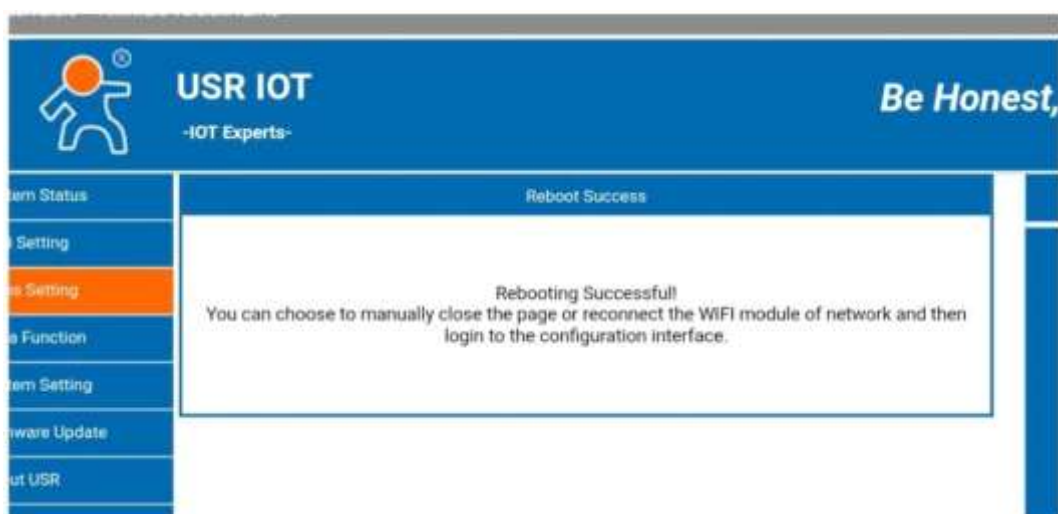 USR IOT
-IOT Experts-
Be Honest,
tem Status
Setting
Setting
Function
tem Setting
ware Update
ut USR
Reboot Success
Rebooting Successful!
You can choose to manually close the page or reconnect the WIFI module of network and then
login to the configuration interface.